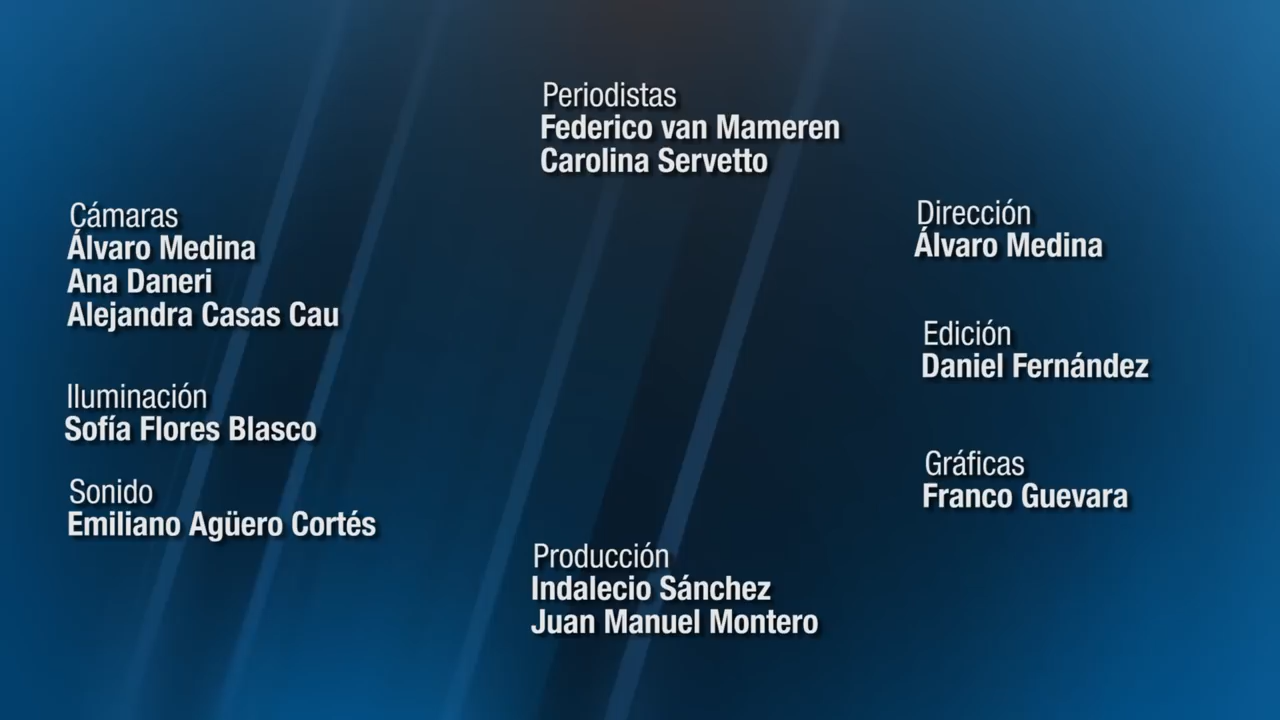 Periodistas
Federico van Mameren
Carolina Servetto
Cámaras
Álvaro Medina
Ana Daneri
Alejandra Casas Cau
Iluminación
Sofía Flores Blasco
Sonido
Emiliano Agüero Cortés
Producción
Indalecio Sánchez
Juan Manuel Montero
Dirección
Álvaro Medina
Edición
Daniel Fernández
Gráficas
Franco Guevara